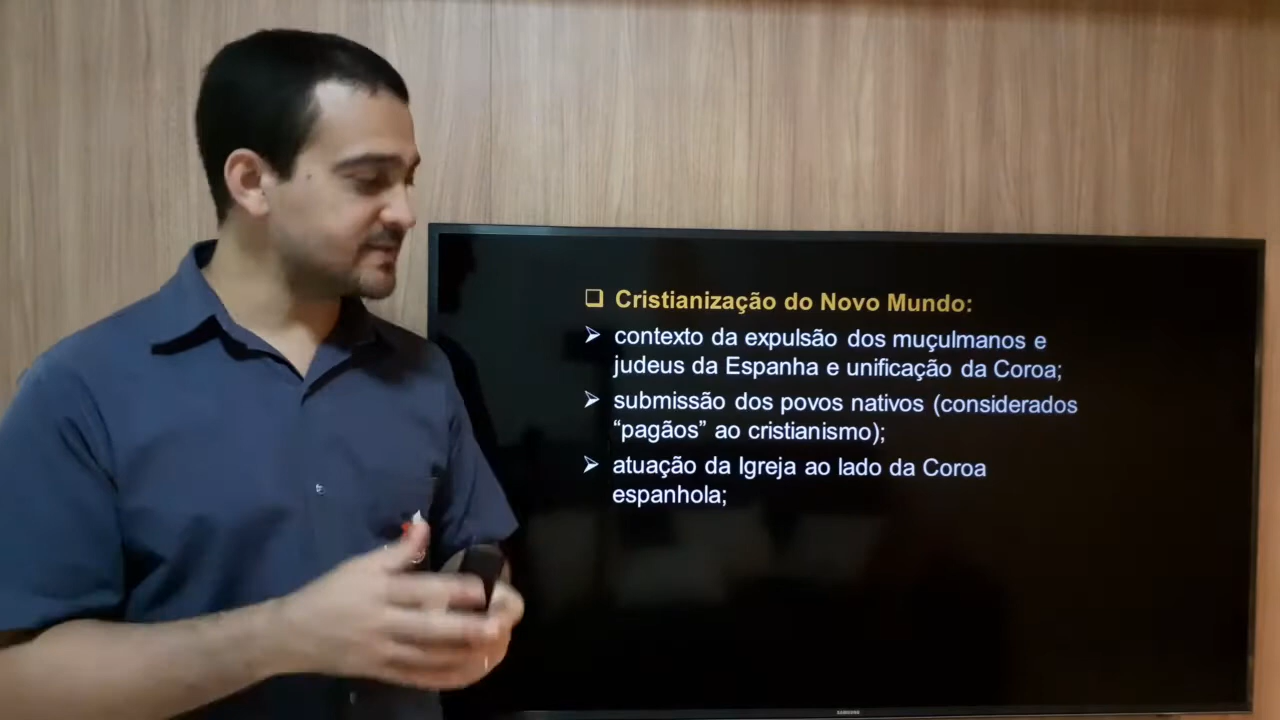 ❑ Cristianização do Novo Mundo:
➢ contexto da expulsão dos muçulmanos e
judeus da Espanha e unificação da Coroa;
➢ submissão dos povos nativos (considerados
“pagãos” ao cristianismo);
➢ atuação da Igreja ao lado da Coroa
espanhola;
SAMSUNG